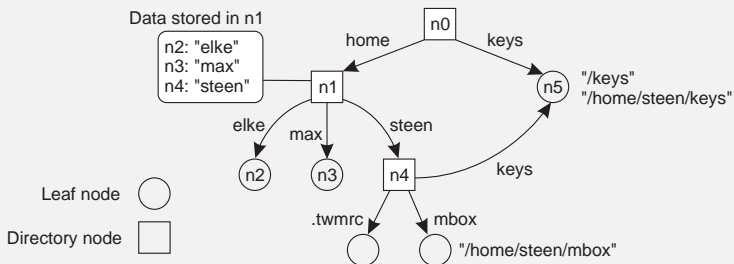 Data stored in n1
n2: "elke"
n3: "max"
n4: "steen"
n0
home
keys
n1
n5
"/keys"
"/home/steen/keys"
elke
max
steen
n2
n3
n4
keys
Leaf node
Directory node
.twmrc
mbox
"/home/steen/mbox"